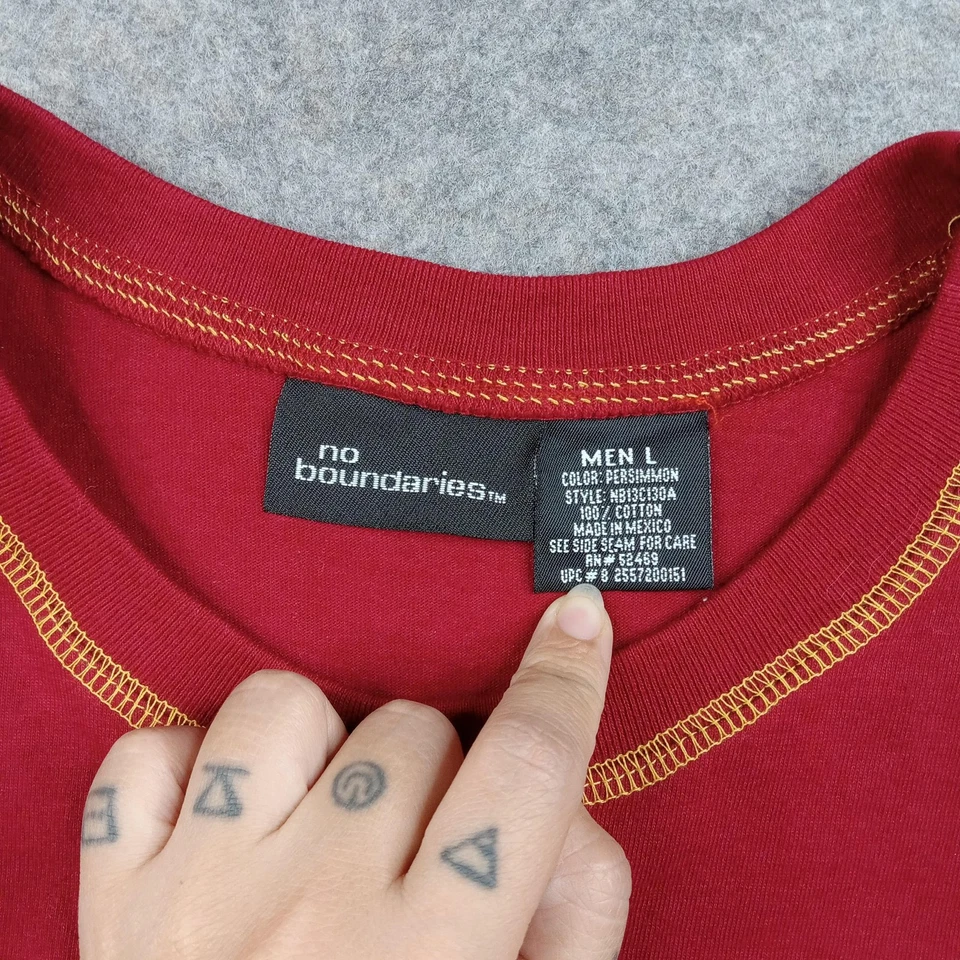 no
boundaries™
MEN L
COLOR: PERSIMMON
STYLE: NB13C130A
100% COTTON
MADE IN MEXICO
SEE SIDE SEAM FOR CARE
RN# 52469
UPC # 8 2557200151